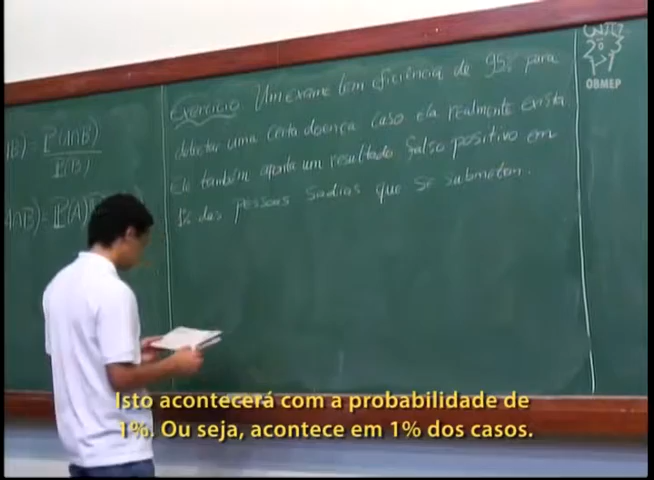 B) = P(A∩B)
P(B)
A∩B) = P(A)
Exercício Um exame tem eficiência de 95% para
detectar uma certa doença caso ela realmente exista
Ele também aponta um resultado falso positivo em
1% das pessoas sadias que se submetem.
OBMEP
Isto acontecerá com a probabilidade de
1%. Ou seja, acontece em 1% dos casos.